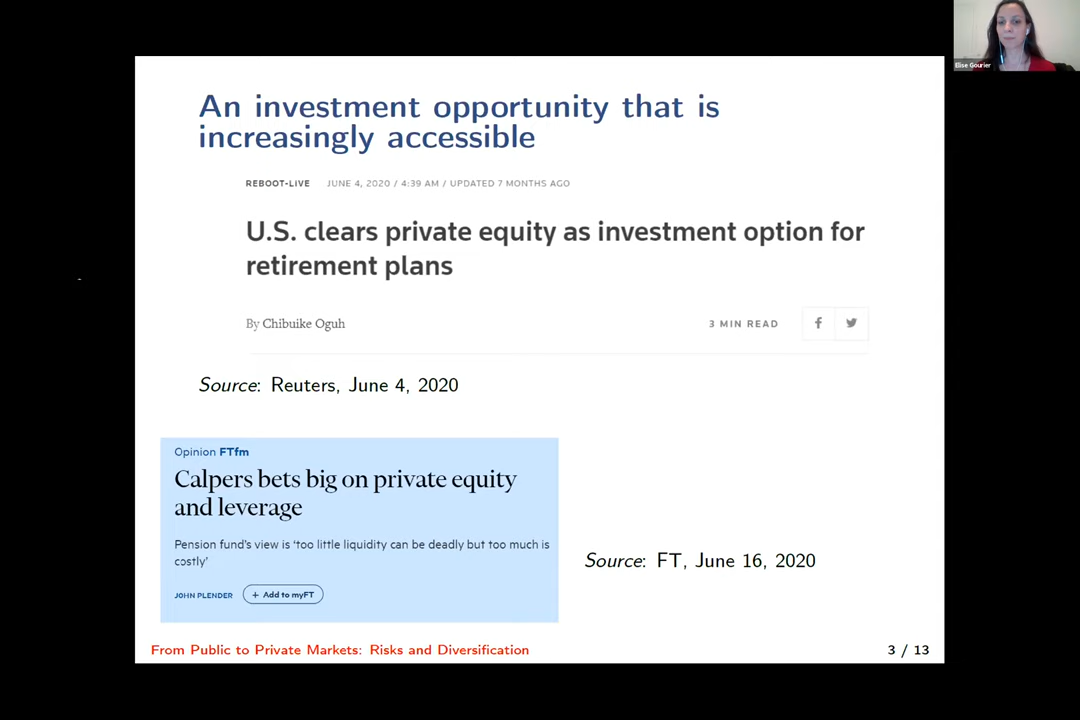 Elise Gourier
An investment opportunity that is
increasingly accessible
REBOOT-LIVE JUNE 4, 2020 / 4:39 AM / UPDATED 7 MONTHS AGO
U.S. clears private equity as investment option for
retirement plans
By Chibuike Oguh 3 MIN READ
Source: Reuters, June 4, 2020
Opinion FTfm
Calpers bets big on private equity
and leverage
Pension fund's view is 'too little liquidity can be deadly but too much is
costly'
JOHN PLENDER + Add to myFT
Source: FT, June 16, 2020
From Public to Private Markets: Risks and Diversification 3 / 13